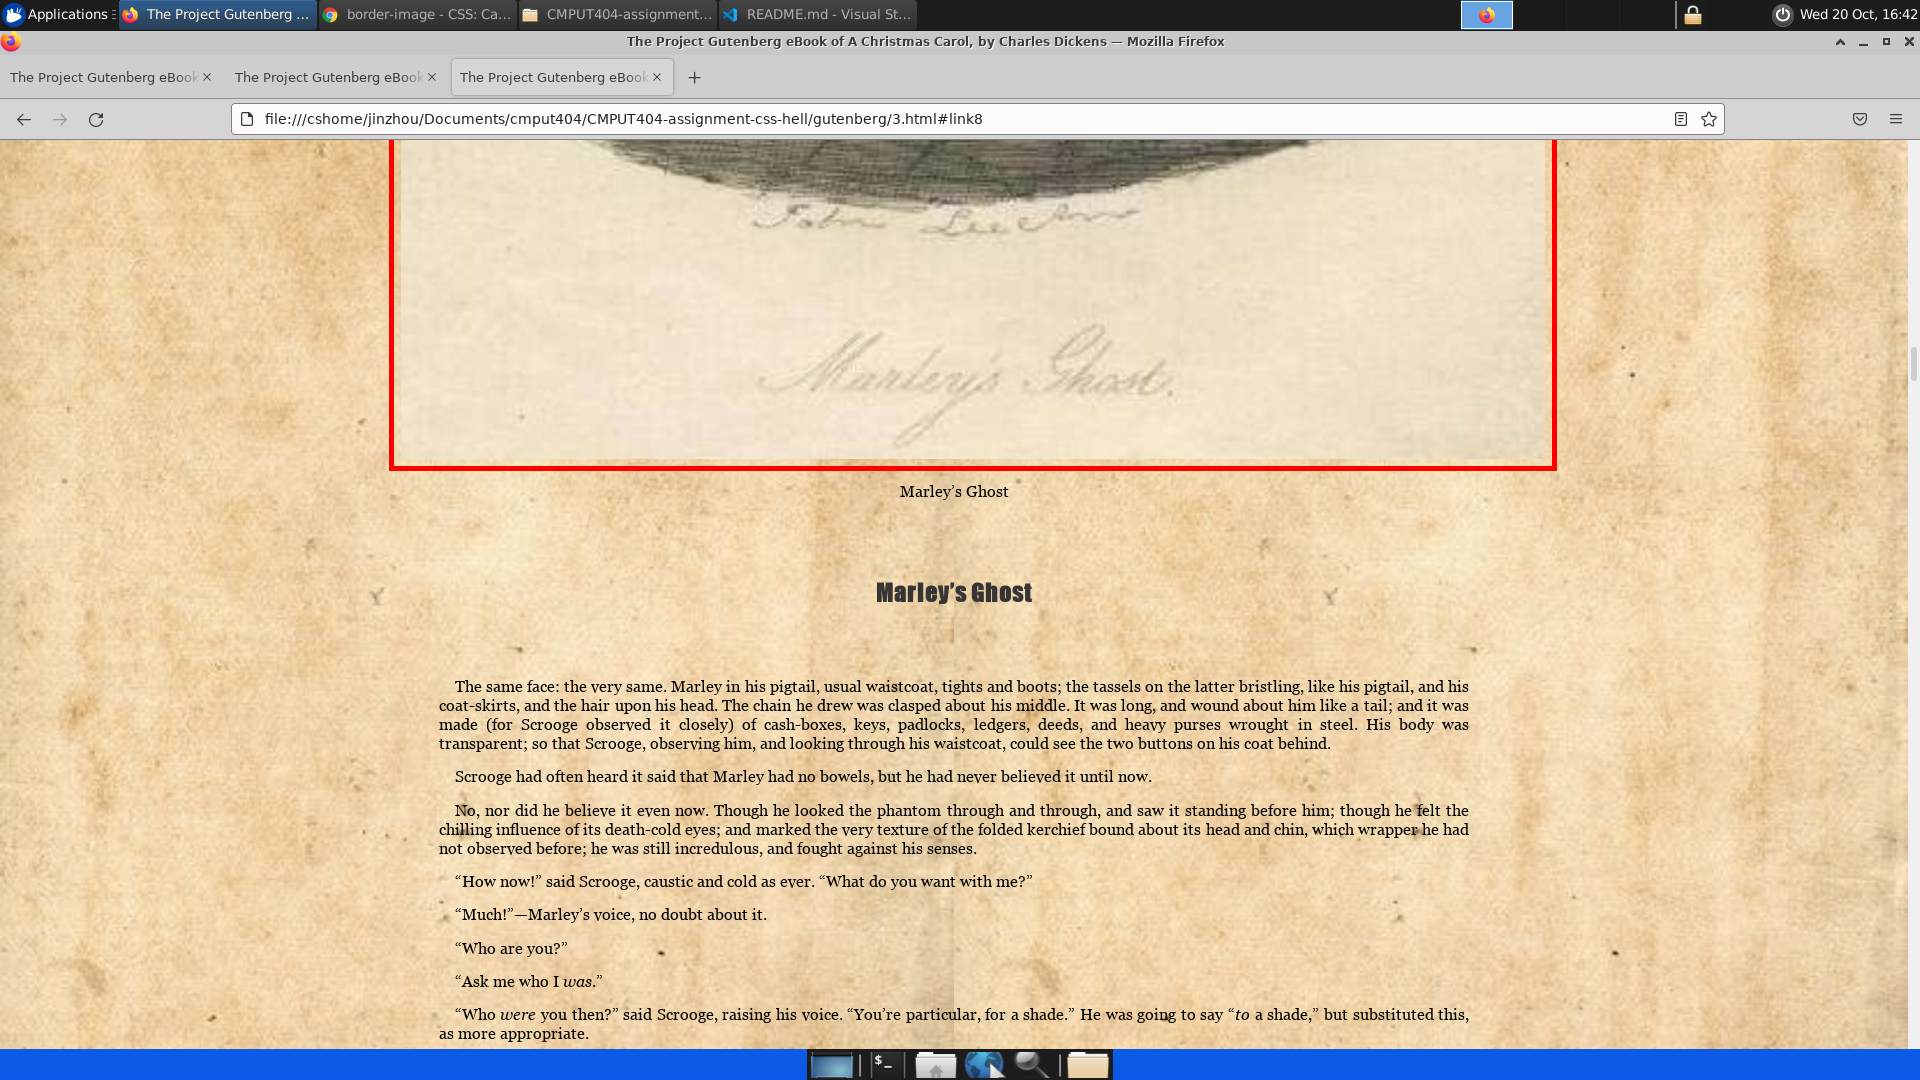 Applications
The Project Gutenberg ...
border-image - CSS: Ca...
CMPUT404-assignment...
README.md - Visual St...
Wed 20 Oct, 16:42
The Project Gutenberg eBook of A Christmas Carol, by Charles Dickens — Mozilla Firefox
The Project Gutenberg eBook
The Project Gutenberg eBook
The Project Gutenberg eBook
file:///cshome/jinzhou/Documents/cmput404/CMPUT404-assignment-css-hell/gutenberg/3.html#link8
Marley's Ghost.
Marley’s Ghost
Marley’s Ghost
The same face: the very same. Marley in his pigtail, usual waistcoat, tights and boots; the tassels on the latter bristling, like his pigtail, and his
coat-skirts, and the hair upon his head. The chain he drew was clasped about his middle. It was long, and wound about him like a tail; and it was
made (for Scrooge observed it closely) of cash-boxes, keys, padlocks, ledgers, deeds, and heavy purses wrought in steel. His body was
transparent; so that Scrooge, observing him, and looking through his waistcoat, could see the two buttons on his coat behind.
Scrooge had often heard it said that Marley had no bowels, but he had never believed it until now.
No, nor did he believe it even now. Though he looked the phantom through and through, and saw it standing before him; though he felt the
chilling influence of its death-cold eyes; and marked the very texture of the folded kerchief bound about its head and chin, which wrapper he had
not observed before; he was still incredulous, and fought against his senses.
“How now!” said Scrooge, caustic and cold as ever. “What do you want with me?”
“Much!”—Marley’s voice, no doubt about it.
“Who are you?”
“Ask me who I was.”
“Who were you then?” said Scrooge, raising his voice. “You’re particular, for a shade.” He was going to say “to a shade,” but substituted this,
as more appropriate.